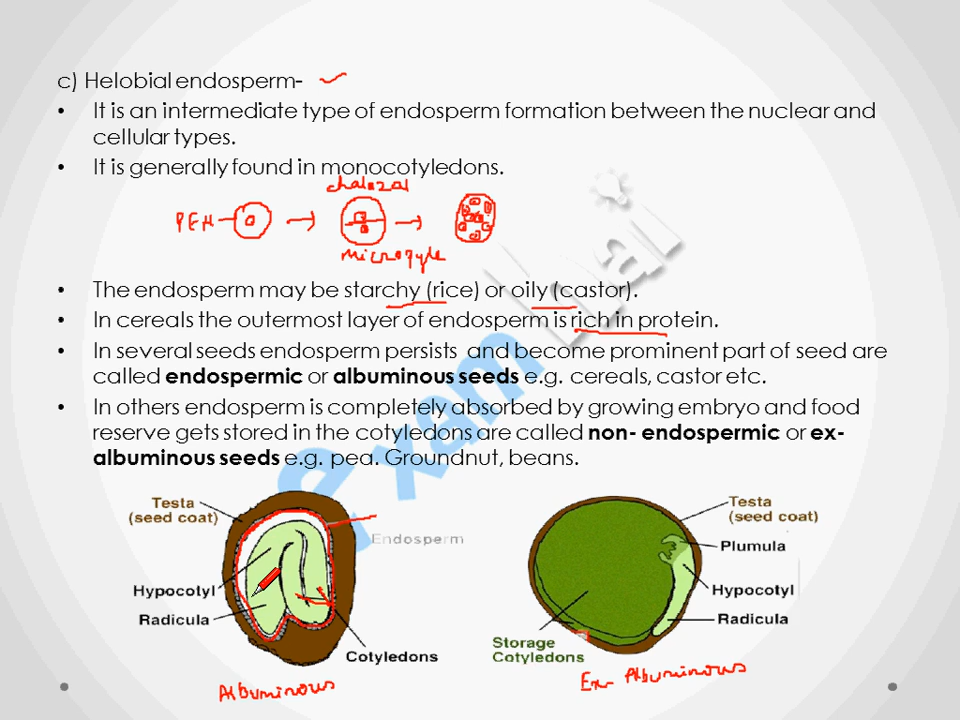 c) Helobial endosperm-
• It is an intermediate type of endosperm formation between the nuclear and
cellular types.
• It is generally found in monocotyledons.
chalazal
PEN
micropyle
• The endosperm may be starchy (rice) or oily (castor).
• In cereals the outermost layer of endosperm is rich in protein.
• In several seeds endosperm persists and become prominent part of seed are
called endospermic or albuminous seeds e.g. cereals, castor etc.
• In others endosperm is completely absorbed by growing embryo and food
reserve gets stored in the cotyledons are called non- endospermic or ex-
albuminous seeds e.g. pea. Groundnut, beans.
examhai
Testa
(seed coat)
Endosperm
Hypocotyl
Radicula
Cotyledons
Albuminous
Testa
(seed coat)
Plumula
Hypocotyl
Radicula
Storage
Cotyledons
Ex- Albuminous